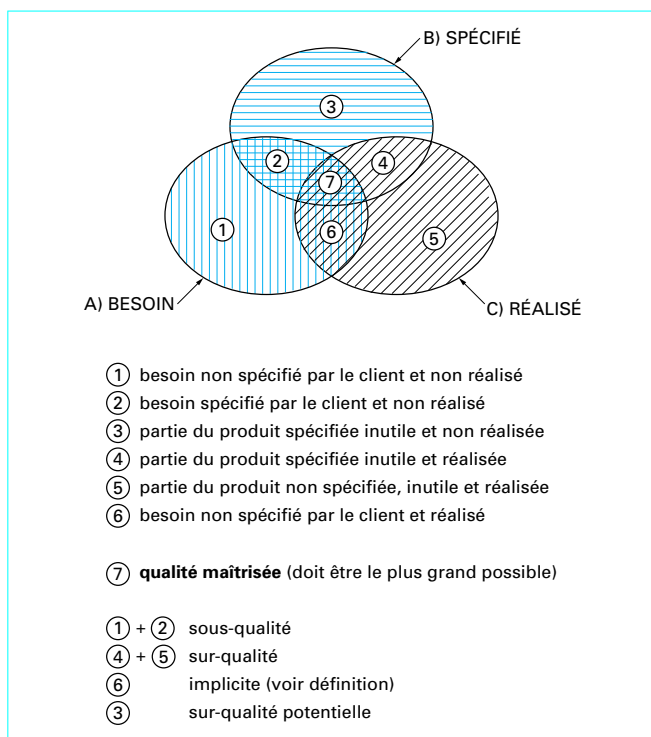 B) SPÉCIFIÉ
3
2
4
7
1
6
5
A) BESOIN
C) RÉALISÉ
1 besoin non spécifié par le client et non réalisé
2 besoin spécifié par le client et non réalisé
3 partie du produit spécifiée inutile et non réalisée
4 partie du produit spécifiée inutile et réalisée
5 partie du produit non spécifiée, inutile et réalisée
6 besoin non spécifié par le client et réalisé
7 qualité maîtrisée (doit être le plus grand possible)
1 + 2 sous-qualité
4 + 5 sur-qualité
6 implicite (voir définition)
3 sur-qualité potentielle